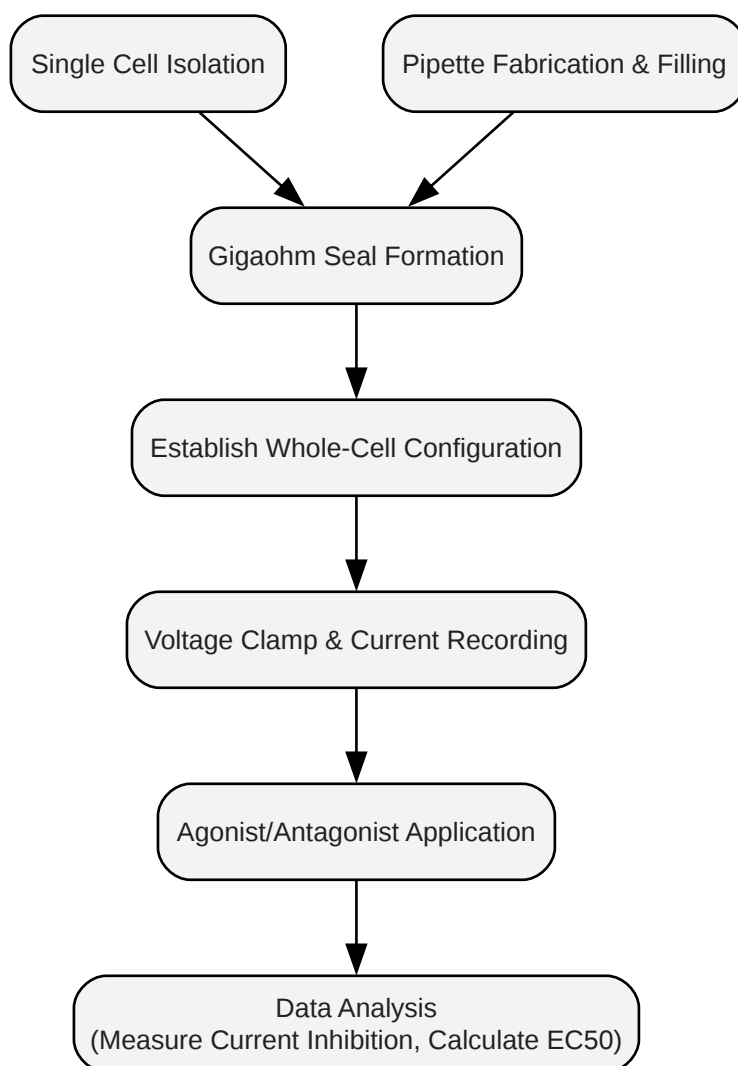 Single Cell Isolation
Pipette Fabrication & Filling
Gigaohm Seal Formation
Establish Whole-Cell Configuration
Voltage Clamp & Current Recording
Agonist/Antagonist Application
Data Analysis
(Measure Current Inhibition, Calculate EC50)